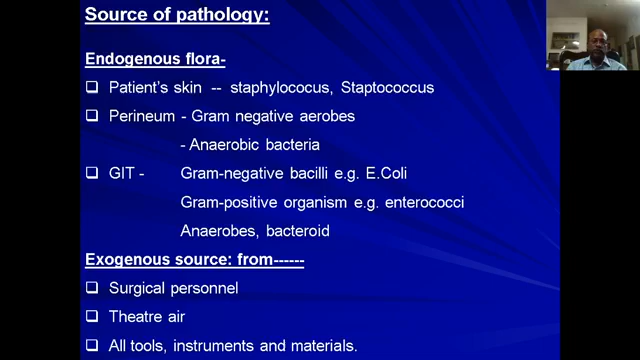 Source of pathology:
Endogenous flora-
❑ Patient's skin -- staphylococus, Staptococcus
❑ Perineum - Gram negative aerobes
- Anaerobic bacteria
❑ GIT - Gram-negative bacilli e.g. E.Coli
Gram-positive organism e.g. enterococci
Anaerobes, bacteroid
Exogenous source: from------
❑ Surgical personnel
❑ Theatre air
❑ All tools, instruments and materials.